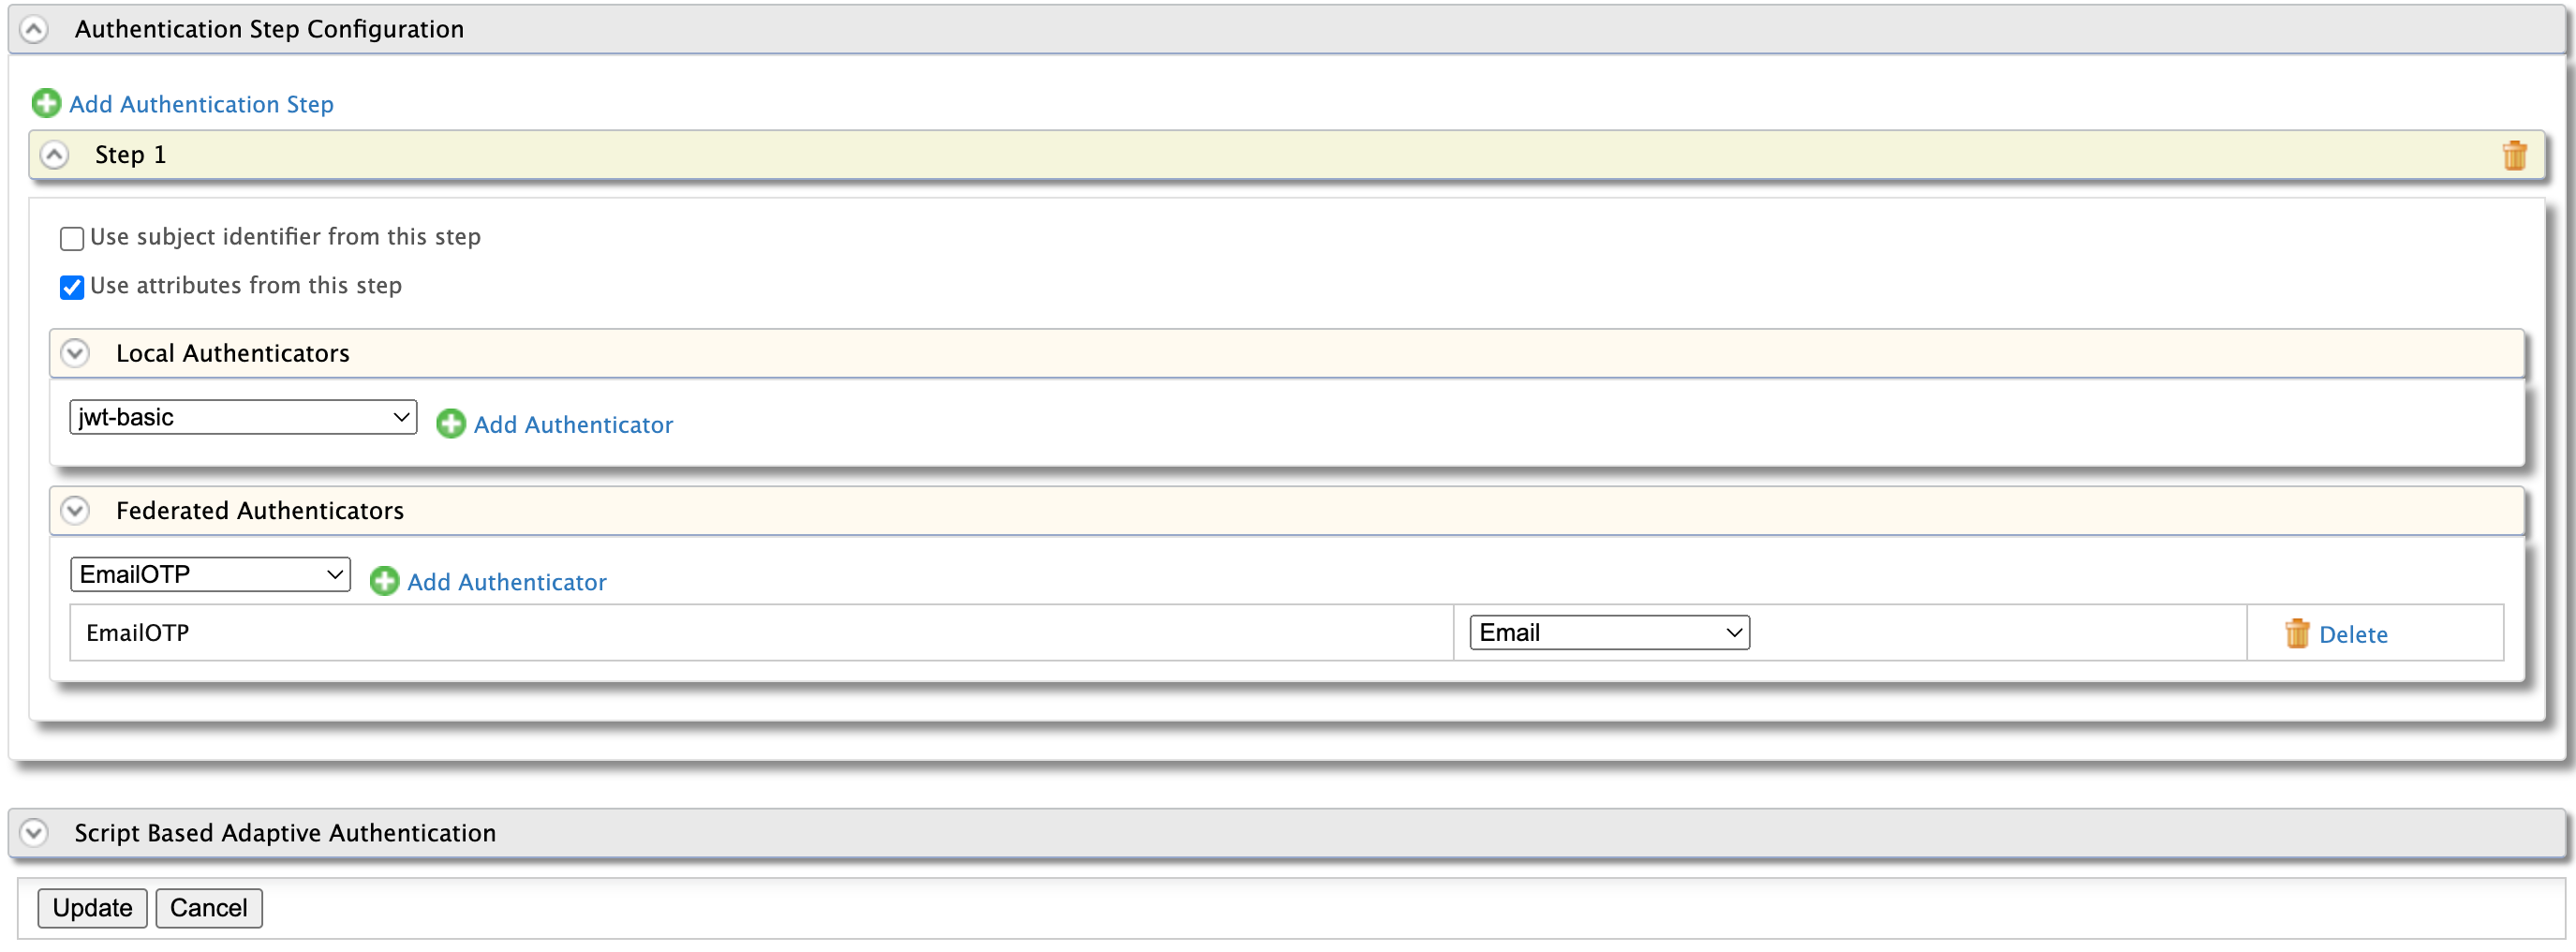 Authentication Step Configuration
Add Authentication Step
Step 1
Use subject identifier from this step
Use attributes from this step
Local Authenticators
jwt-basic Add Authenticator
Federated Authenticators
EmailOTP Add Authenticator
EmailOTP Email Delete
Script Based Adaptive Authentication
Update Cancel